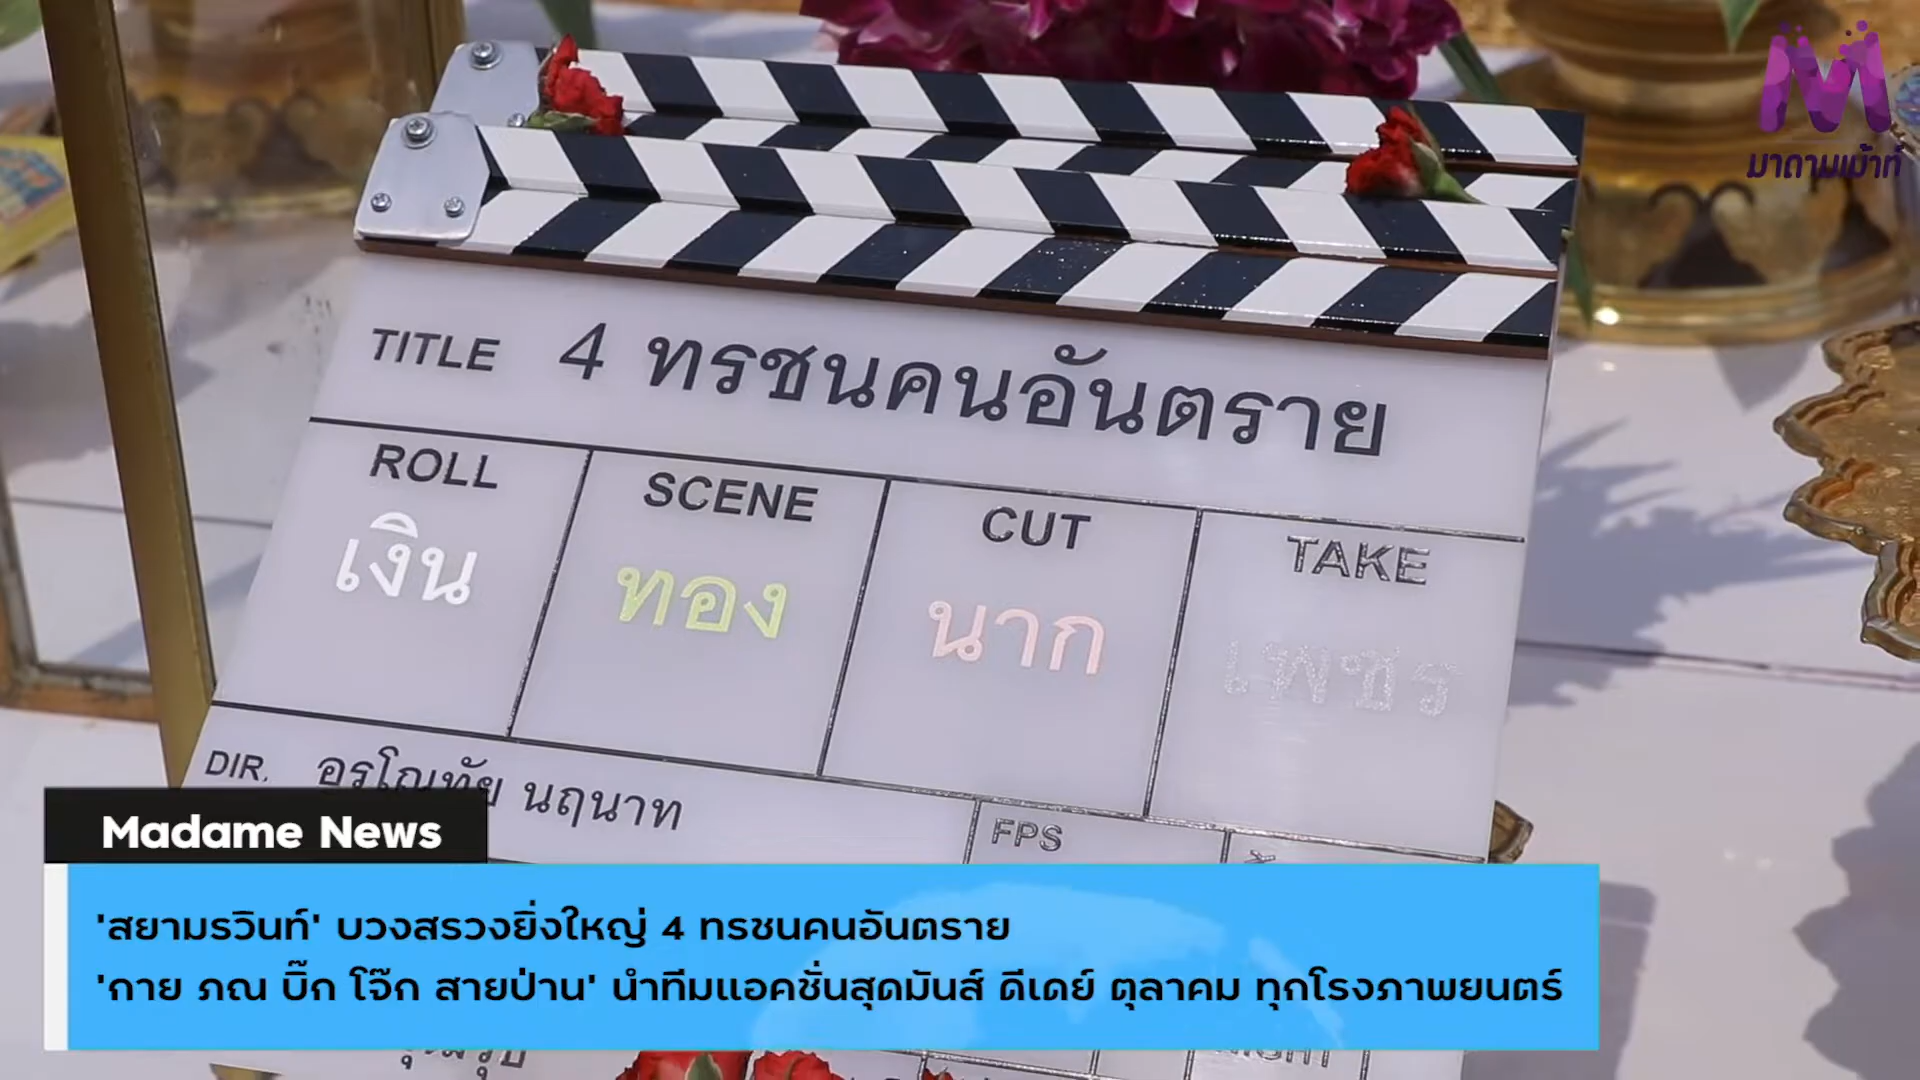 มาดามเม้าท์
TITLE 4 ทรชนคนอันตราย
ROLL SCENE CUT TAKE
เงิน ทอง นาก เพชร
DIR. อรุโณทัย นฤนาท
FPS
Madame News
'สยามรวินท์' บวงสรวงยิ่งใหญ่ 4 ทรชนคนอันตราย
'กาย ภณ บิ๊ก โจ๊ก สายป่าน' นำทีมแอคชั่นสุดมันส์ ดีเดย์ ตุลาคม ทุกโรงภาพยนตร์